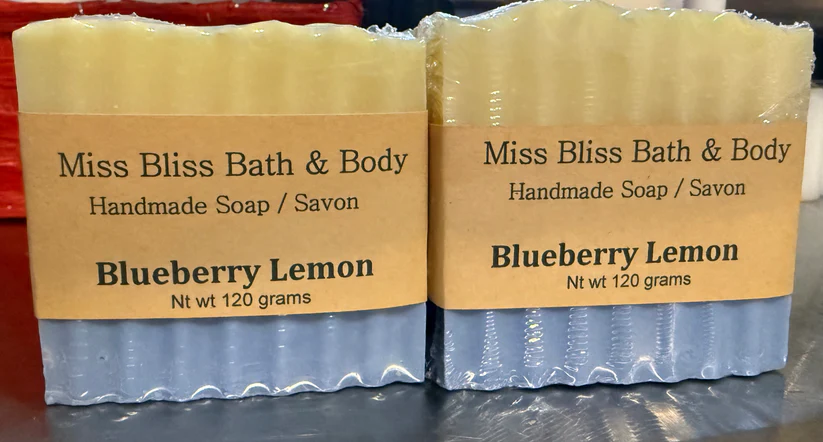 Miss Bliss Bath & Body
Handmade Soap / Savon
Blueberry Lemon
Nt wt 120 grams
Miss Bliss Bath & Body
Handmade Soap / Savon
Blueberry Lemon
Nt wt 120 grams